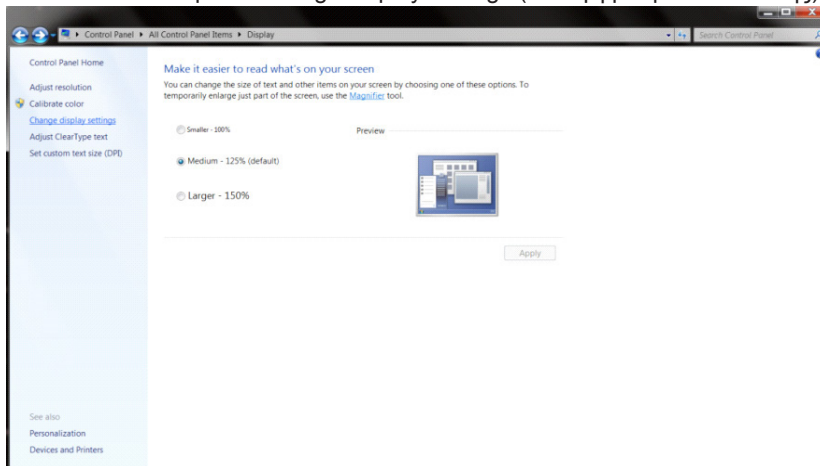 Control Panel ▸ All Control Panel Items ▸ Display
Search Control Panel
Control Panel Home
Adjust resolution
Calibrate color
Change display settings
Adjust ClearType text
Set custom text size (DPI)
See also
Personalization
Devices and Printers
Make it easier to read what's on your screen
You can change the size of text and other items on your screen by choosing one of these options. To
temporarily enlarge just part of the screen, use the Magnifier tool.
Smaller - 100%
Preview
Medium - 125% (default)
Larger - 150%
Apply